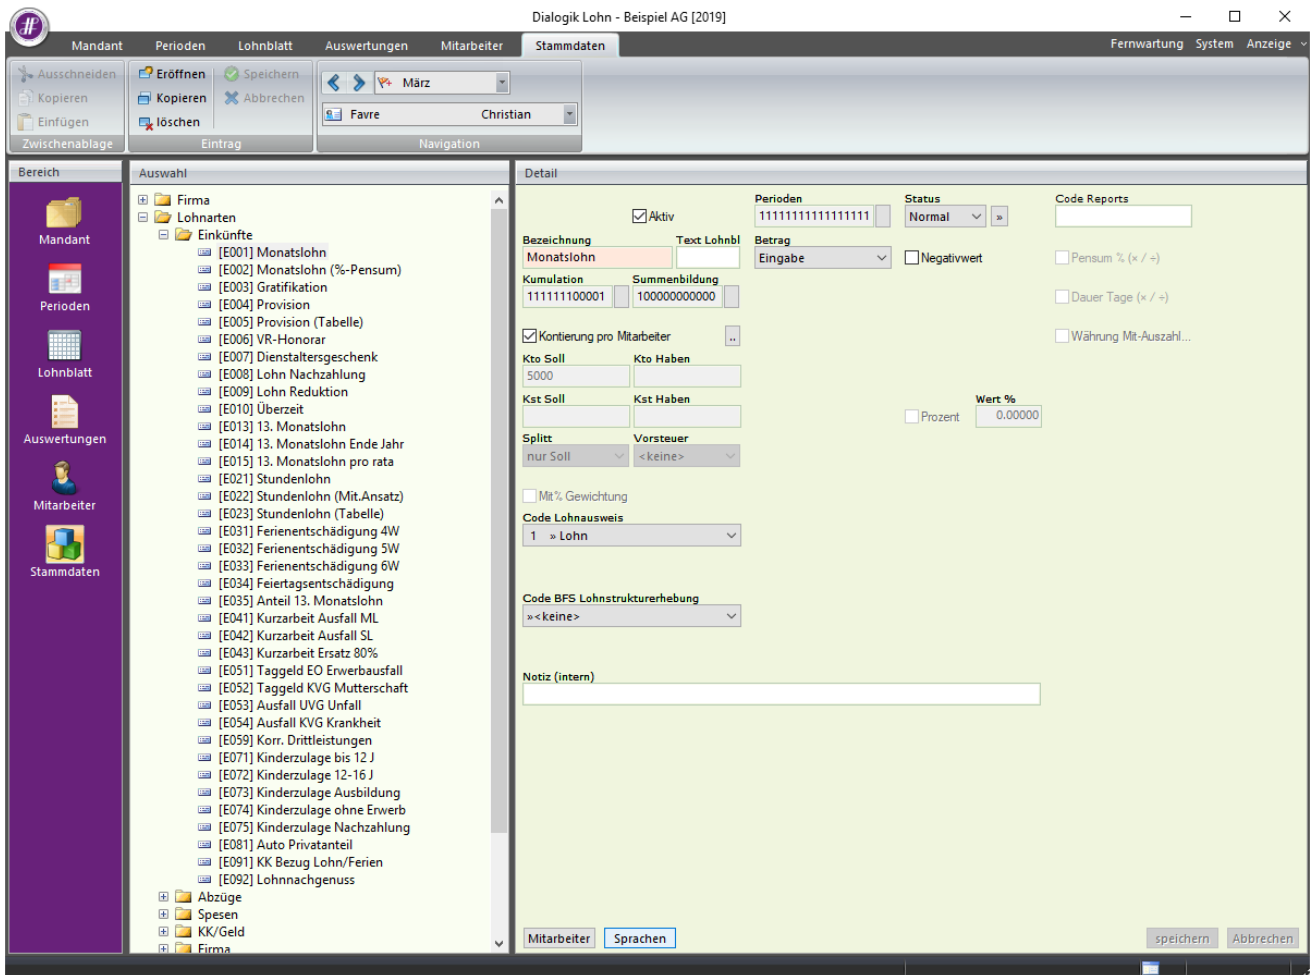 Dialogik Lohn - Beispiel AG [2019]
Mandant Perioden Lohnblatt Auswertungen Mitarbeiter Stammdaten Fernwartung System Anzeige
Ausschneiden Eröffnen Speichern
Kopieren Kopieren Abbrechen März
Einfügen löschen Favre Christian
Zwischenablage Eintrag Navigation
Bereich
Mandant
Perioden
Lohnblatt
Auswertungen
Mitarbeiter
Stammdaten
Auswahl
Firma
Lohnarten
Einkünfte
[E001] Monatslohn
[E002] Monatslohn (%-Pensum)
[E003] Gratifikation
[E004] Provision
[E005] Provision (Tabelle)
[E006] VR-Honorar
[E007] Dienstaltersgeschenk
[E008] Lohn Nachzahlung
[E009] Lohn Reduktion
[E010] Überzeit
[E013] 13. Monatslohn
[E014] 13. Monatslohn Ende Jahr
[E015] 13. Monatslohn pro rata
[E021] Stundenlohn
[E022] Stundenlohn (Mit.Ansatz)
[E023] Stundenlohn (Tabelle)
[E031] Ferienentschädigung 4W
[E032] Ferienentschädigung 5W
[E033] Ferienentschädigung 6W
[E034] Feiertagsentschädigung
[E035] Anteil 13. Monatslohn
[E041] Kurzarbeit Ausfall ML
[E042] Kurzarbeit Ausfall SL
[E043] Kurzarbeit Ersatz 80%
[E051] Taggeld EO Erwerbausfall
[E052] Taggeld KVG Mutterschaft
[E053] Ausfall UVG Unfall
[E054] Ausfall KVG Krankheit
[E059] Korr. Drittleistungen
[E071] Kinderzulage bis 12 J
[E072] Kinderzulage 12-16 J
[E073] Kinderzulage Ausbildung
[E074] Kinderzulage ohne Erwerb
[E075] Kinderzulage Nachzahlung
[E081] Auto Privatanteil
[E091] KK Bezug Lohn/Ferien
[E092] Lohnnachgenuss
Abzüge
Spesen
KK/Geld
Firma
Detail
Perioden Status Code Reports
Aktiv 11111111111111111 Normal »
Bezeichnung Text Lohnbl Betrag
Monatslohn Eingabe Negativwert Pensum % (× / ÷)
Kumulation Summenbildung
111111100001 100000000000 Dauer Tage (× / ÷)
Kontierung pro Mitarbeiter .. Währung Mit-Auszahl...
Kto Soll Kto Haben
5000
Kst Soll Kst Haben Wert %
Prozent 0.00000
Splitt Vorsteuer
nur Soll <keine>
Mit% Gewichtung
Code Lohnausweis
1 » Lohn
Code BFS Lohnstrukturerhebung
»<keine>
Notiz (intern)
Mitarbeiter Sprachen speichern Abbrechen